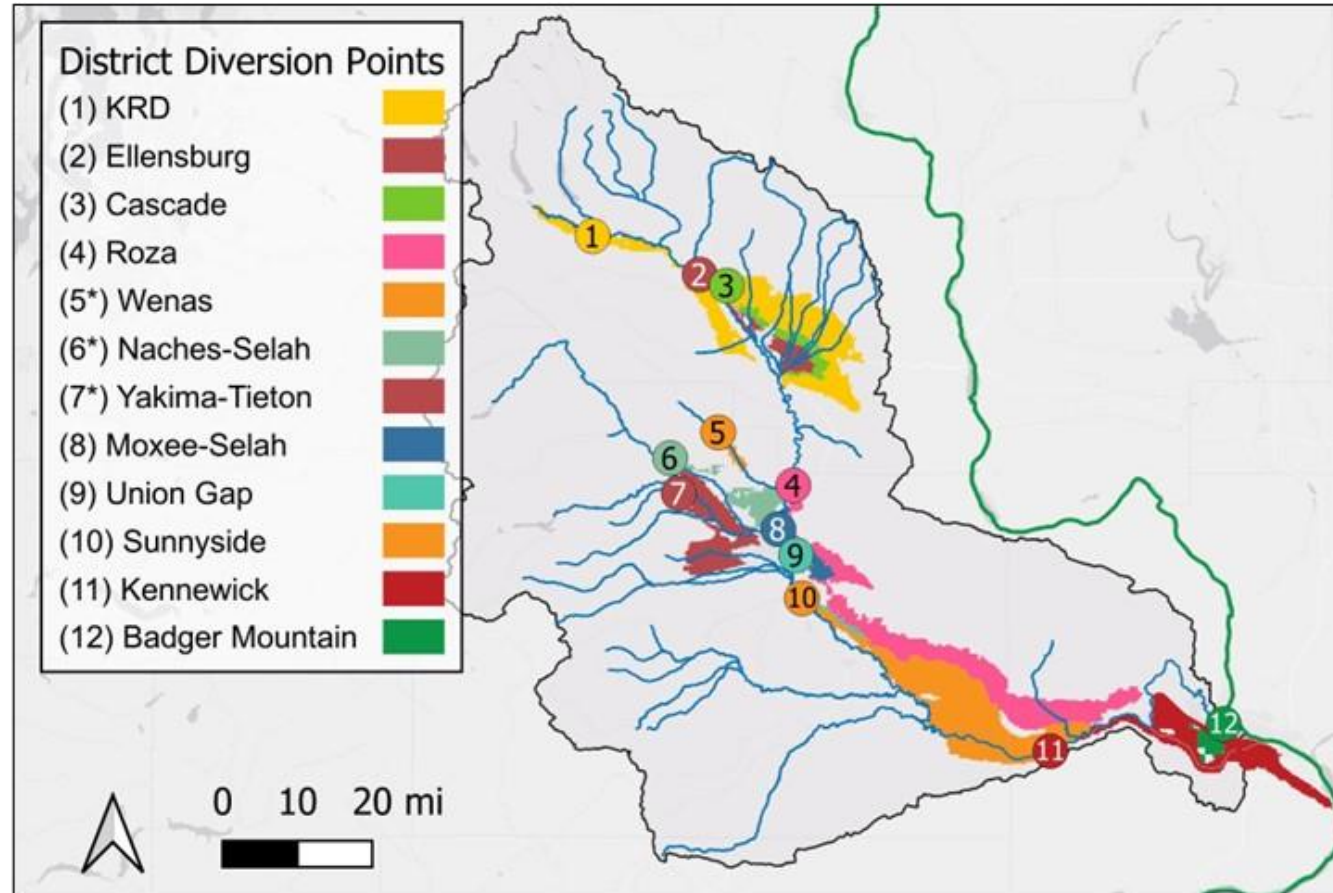 District Diversion Points
(1) KRD
(2) Ellensburg
(3) Cascade
(4) Roza
(5*) Wenas
(6*) Naches-Selah
(7*) Yakima-Tieton
(8) Moxee-Selah
(9) Union Gap
(10) Sunnyside
(11) Kennewick
(12) Badger Mountain
0 10 20 mi
1
2
3
5
6
4
7
8
9
10
12
11